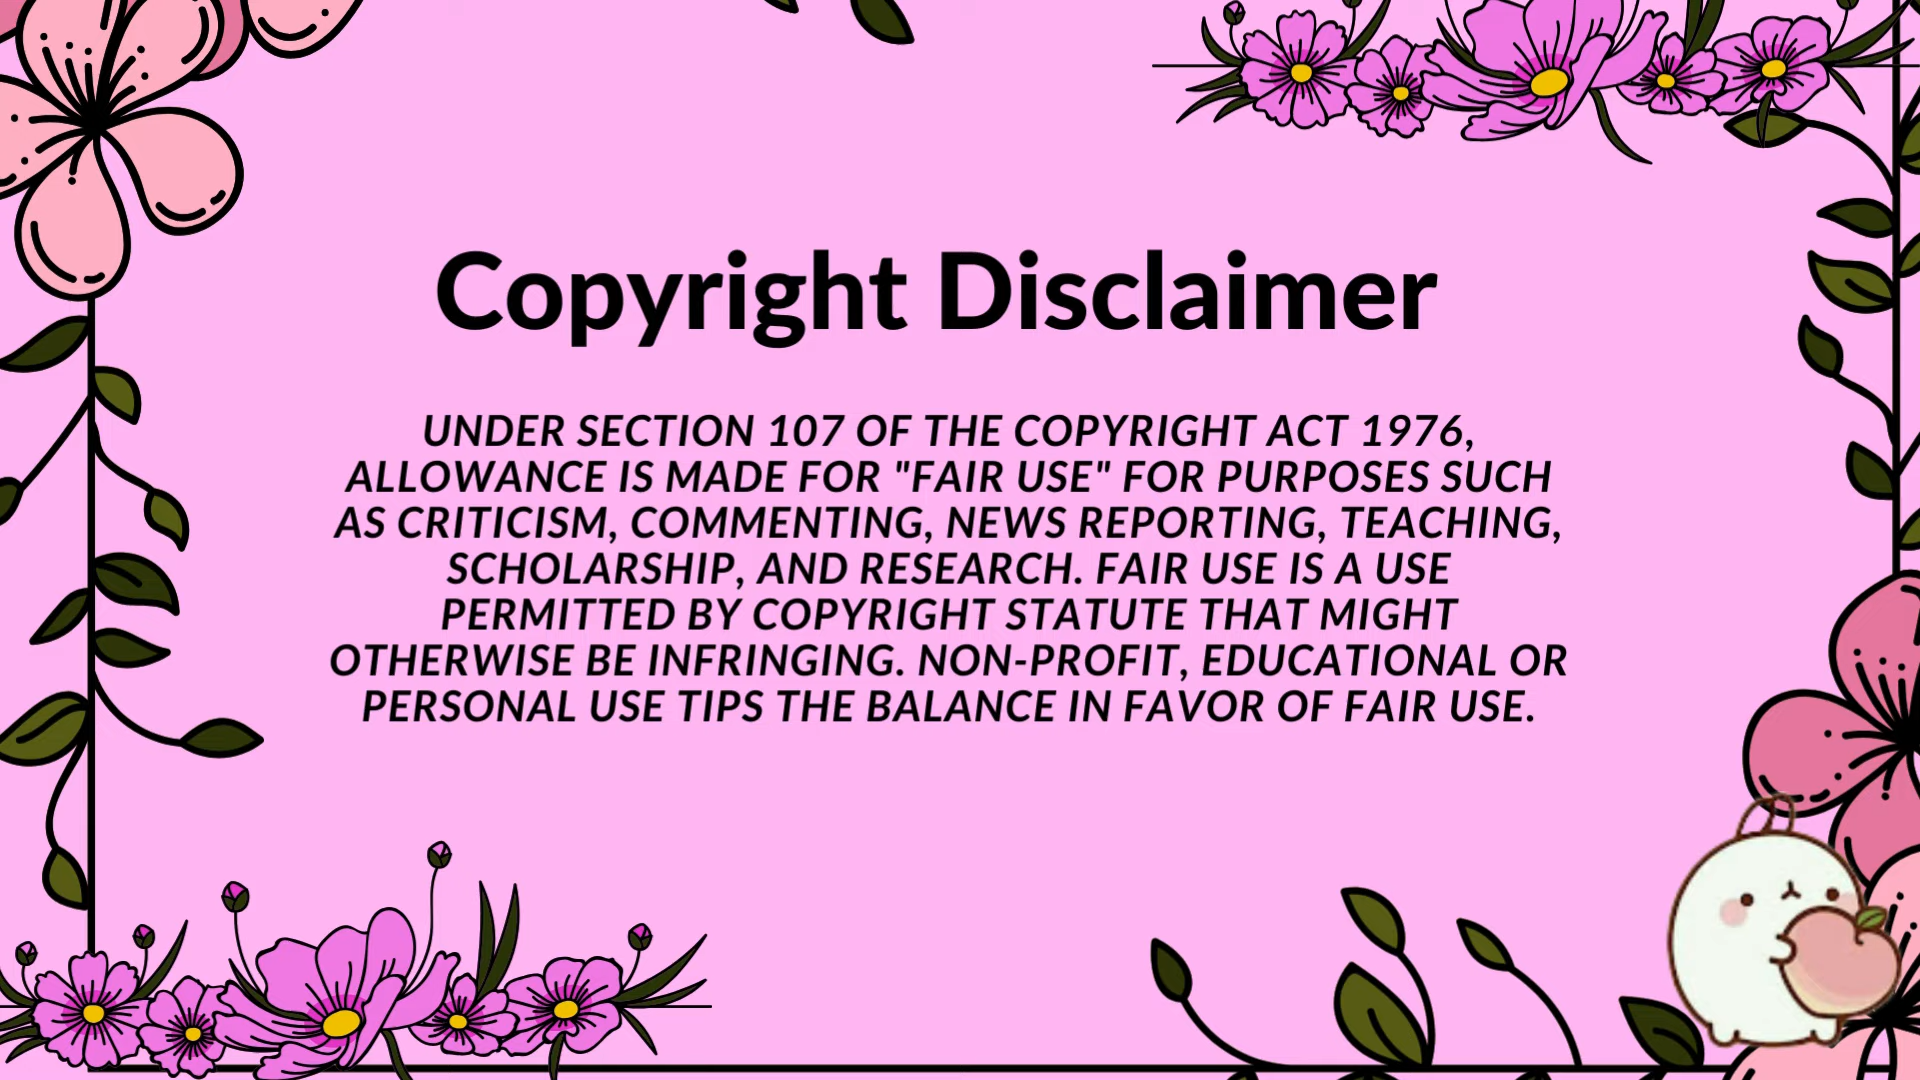 Copyright Disclaimer
UNDER SECTION 107 OF THE COPYRIGHT ACT 1976,
ALLOWANCE IS MADE FOR "FAIR USE" FOR PURPOSES SUCH
AS CRITICISM, COMMENTING, NEWS REPORTING, TEACHING,
SCHOLARSHIP, AND RESEARCH. FAIR USE IS A USE
PERMITTED BY COPYRIGHT STATUTE THAT MIGHT
OTHERWISE BE INFRINGING. NON-PROFIT, EDUCATIONAL OR
PERSONAL USE TIPS THE BALANCE IN FAVOR OF FAIR USE.